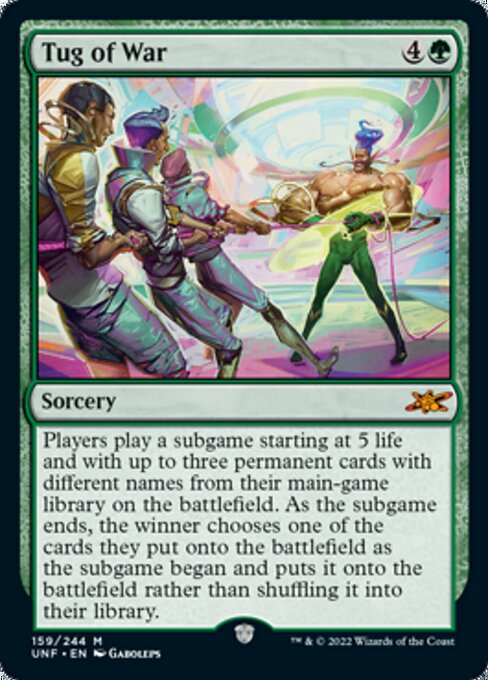 Tug of War 4
Sorcery
Players play a subgame starting at 5 life
and with up to three permanent cards with
different names from their main-game
library on the battlefield. As the subgame
ends, the winner chooses one of the
cards they put onto the battlefield as
the subgame began and puts it onto the
battlefield rather than shuffling it into
their library.
159/244 M
UNF • EN Gaboleps
™ & © 2022 Wizards of the Coast